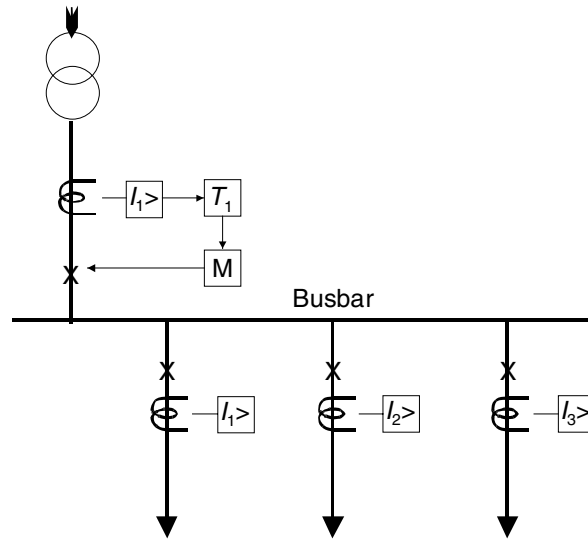 I₁> T₁
M
X
Busbar
X X X
I₁> I₂> I₃>